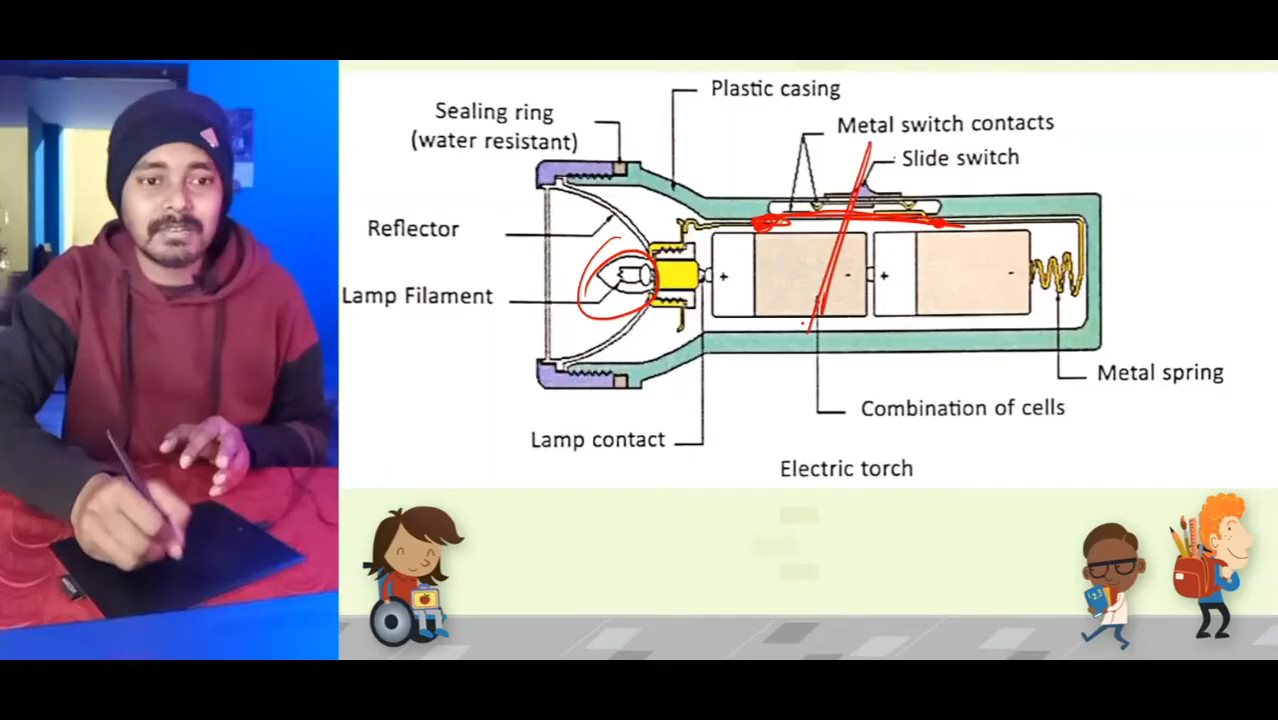 Plastic casing
Sealing ring
(water resistant)
Metal switch contacts
Slide switch
Reflector
Lamp Filament
+
-
+
-
Metal spring
Combination of cells
Lamp contact
Electric torch